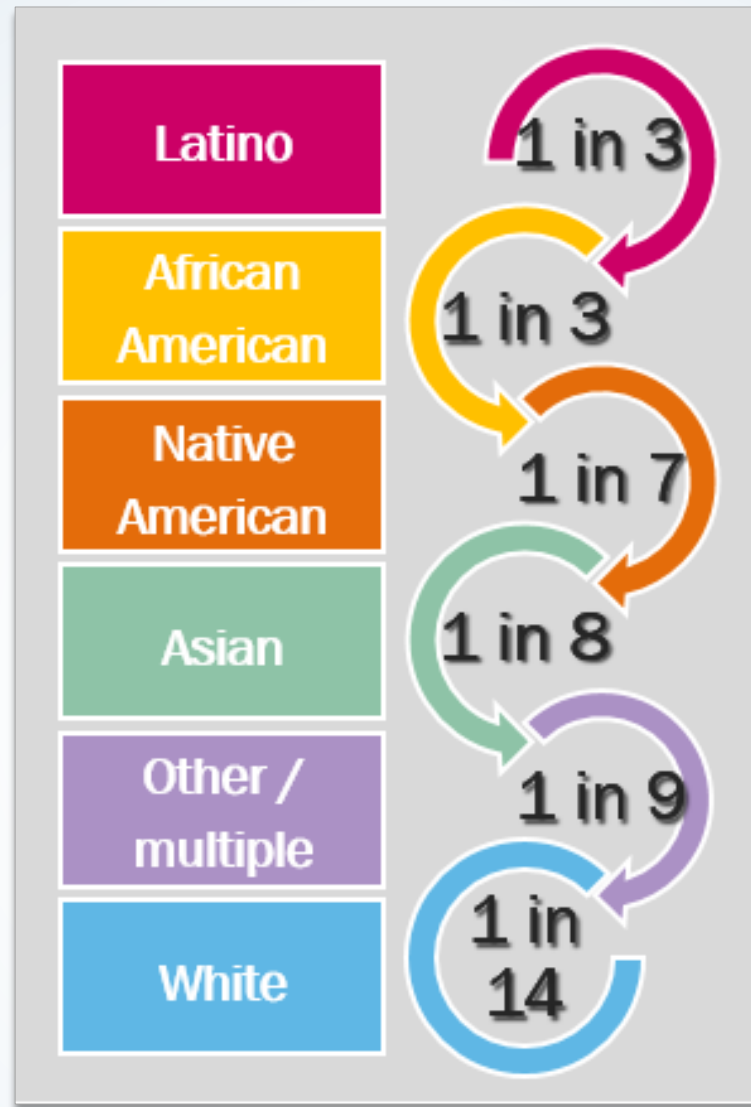 Latino
1 in 3
African
American
1 in 3
Native
American
1 in 7
Asian
1 in 8
Other /
multiple
1 in 9
White
1 in
14